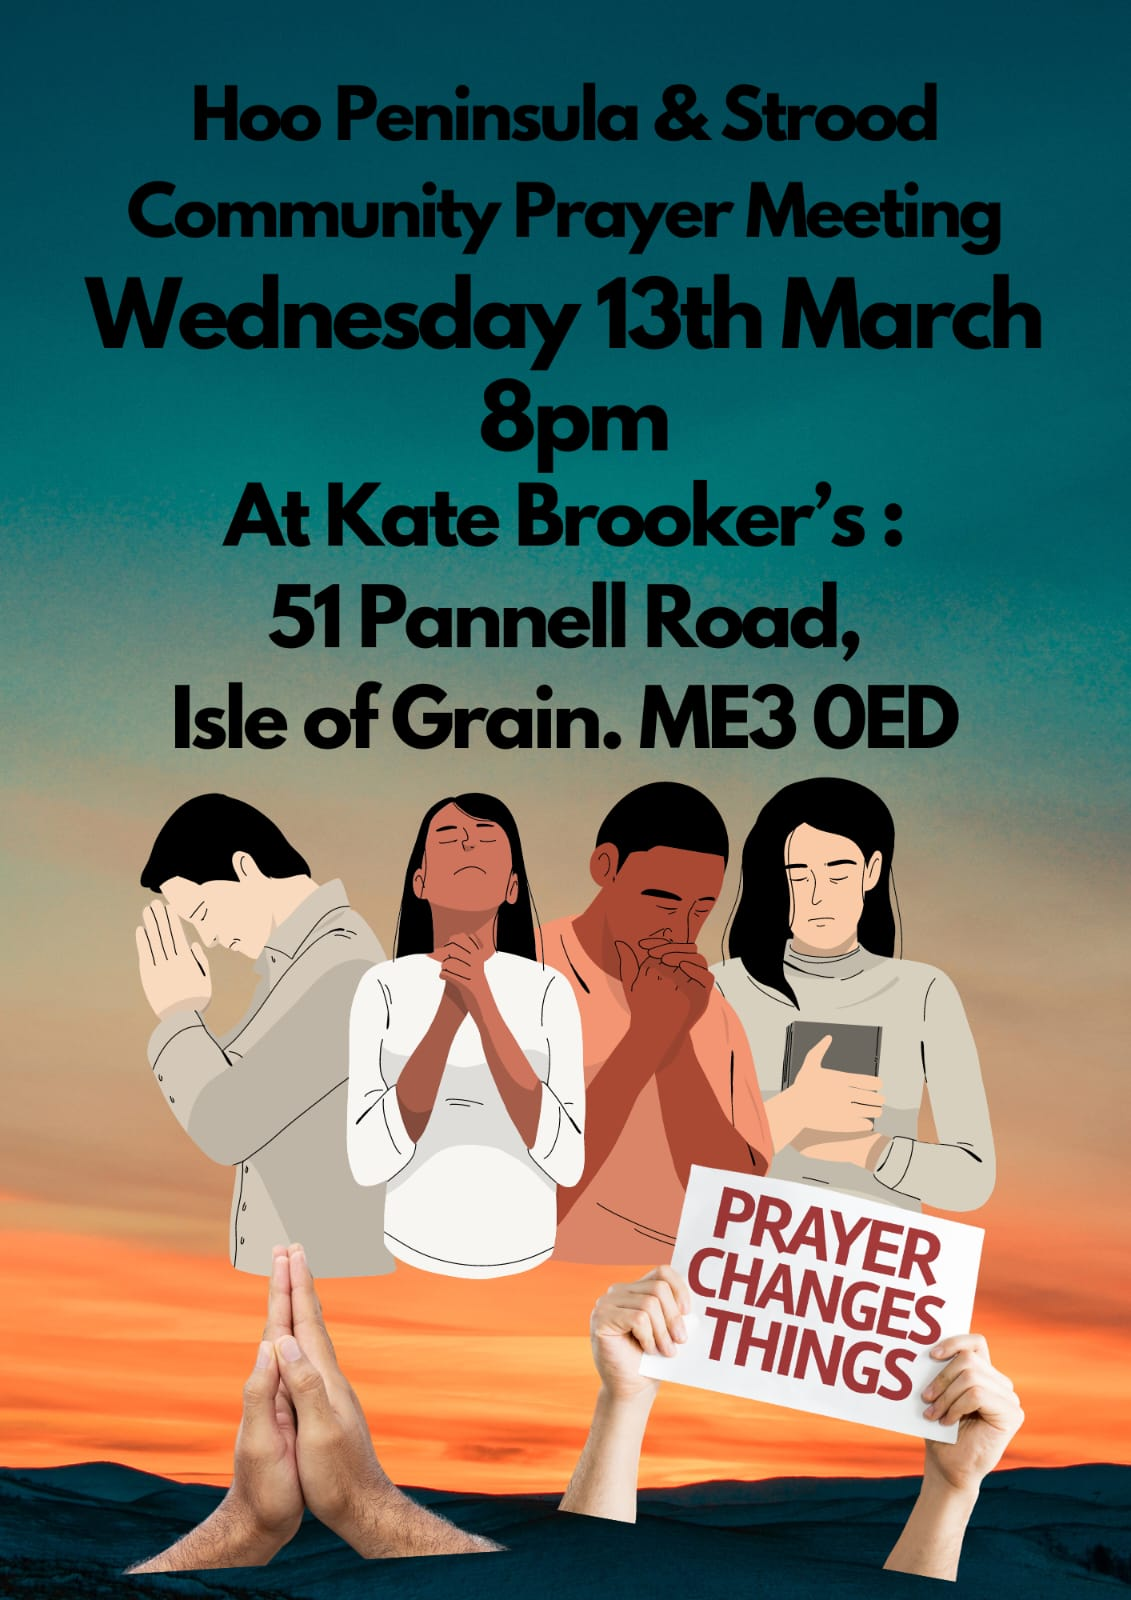 Hoo Peninsula & Strood
Community Prayer Meeting
Wednesday 13th March
8pm
At Kate Brooker’s :
51 Pannell Road,
Isle of Grain. ME3 0ED
PRAYER
CHANGES
THINGS